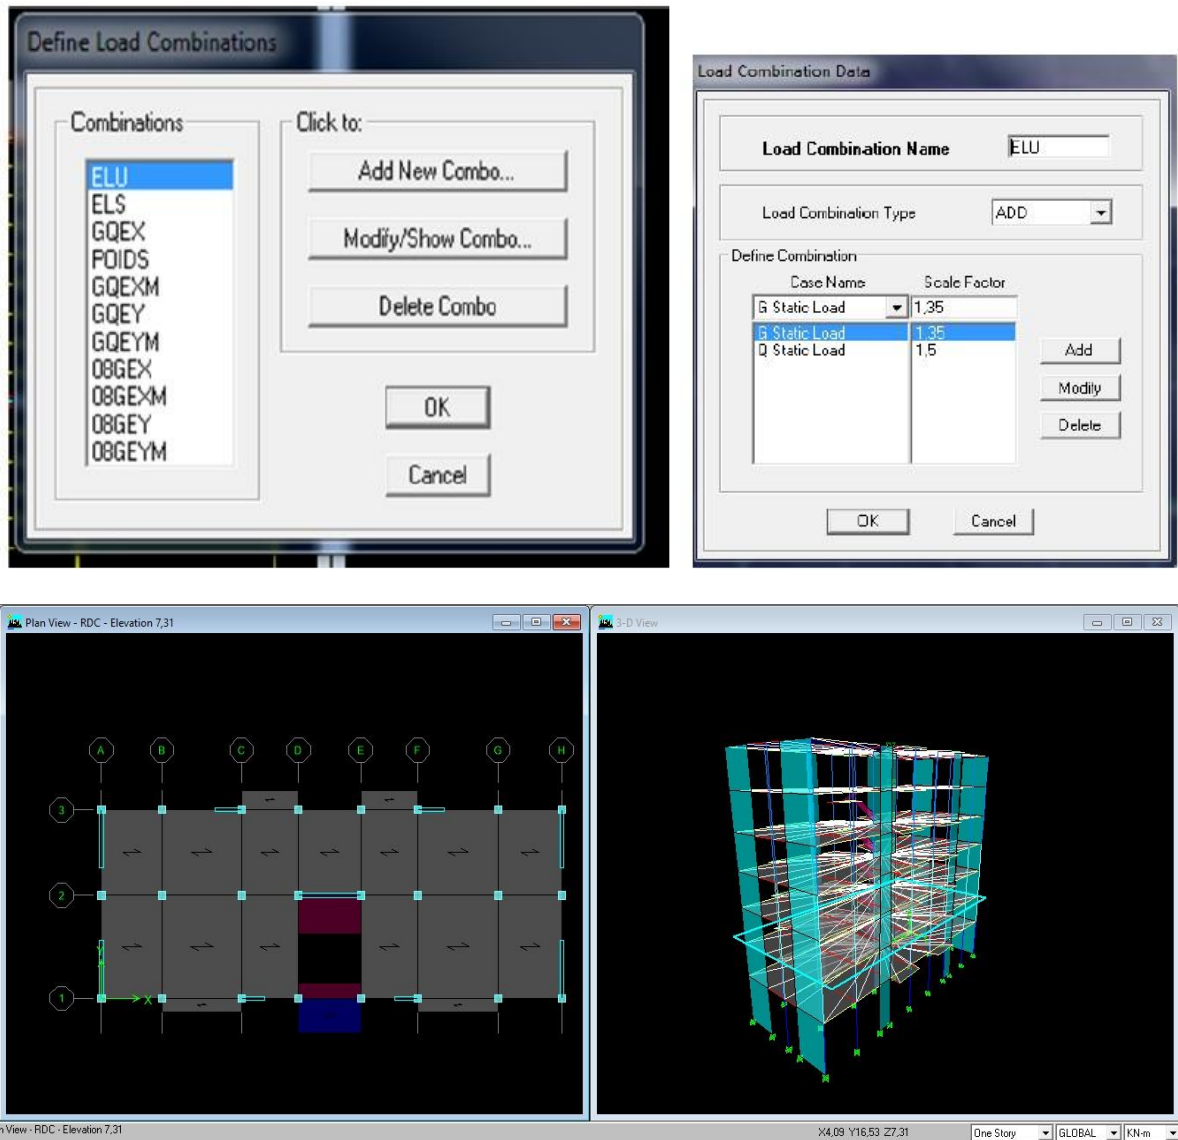 Define Load Combinations
Combinations
ELU
ELS
GQEX
POIDS
GQEXM
GQEY
GQEYM
08GEX
08GEXM
08GEY
08GEYM
Click to:
Add New Combo...
Modify/Show Combo...
Delete Combo
OK
Cancel
Load Combination Data
Load Combination Name ELU
Load Combination Type ADD
Define Combination
Case Name Scale Factor
G Static Load 1,35
G Static Load 1,35
Q Static Load 1,5
Add
Modify
Delete
OK Cancel
Plan View - RDC - Elevation 7,31
A B C D E F G H
3
2
1
Y
X
3-D View
n View - RDC - Elevation 7,31 X4,09 Y16,53 Z7,31 One Story GLOBAL KN-m